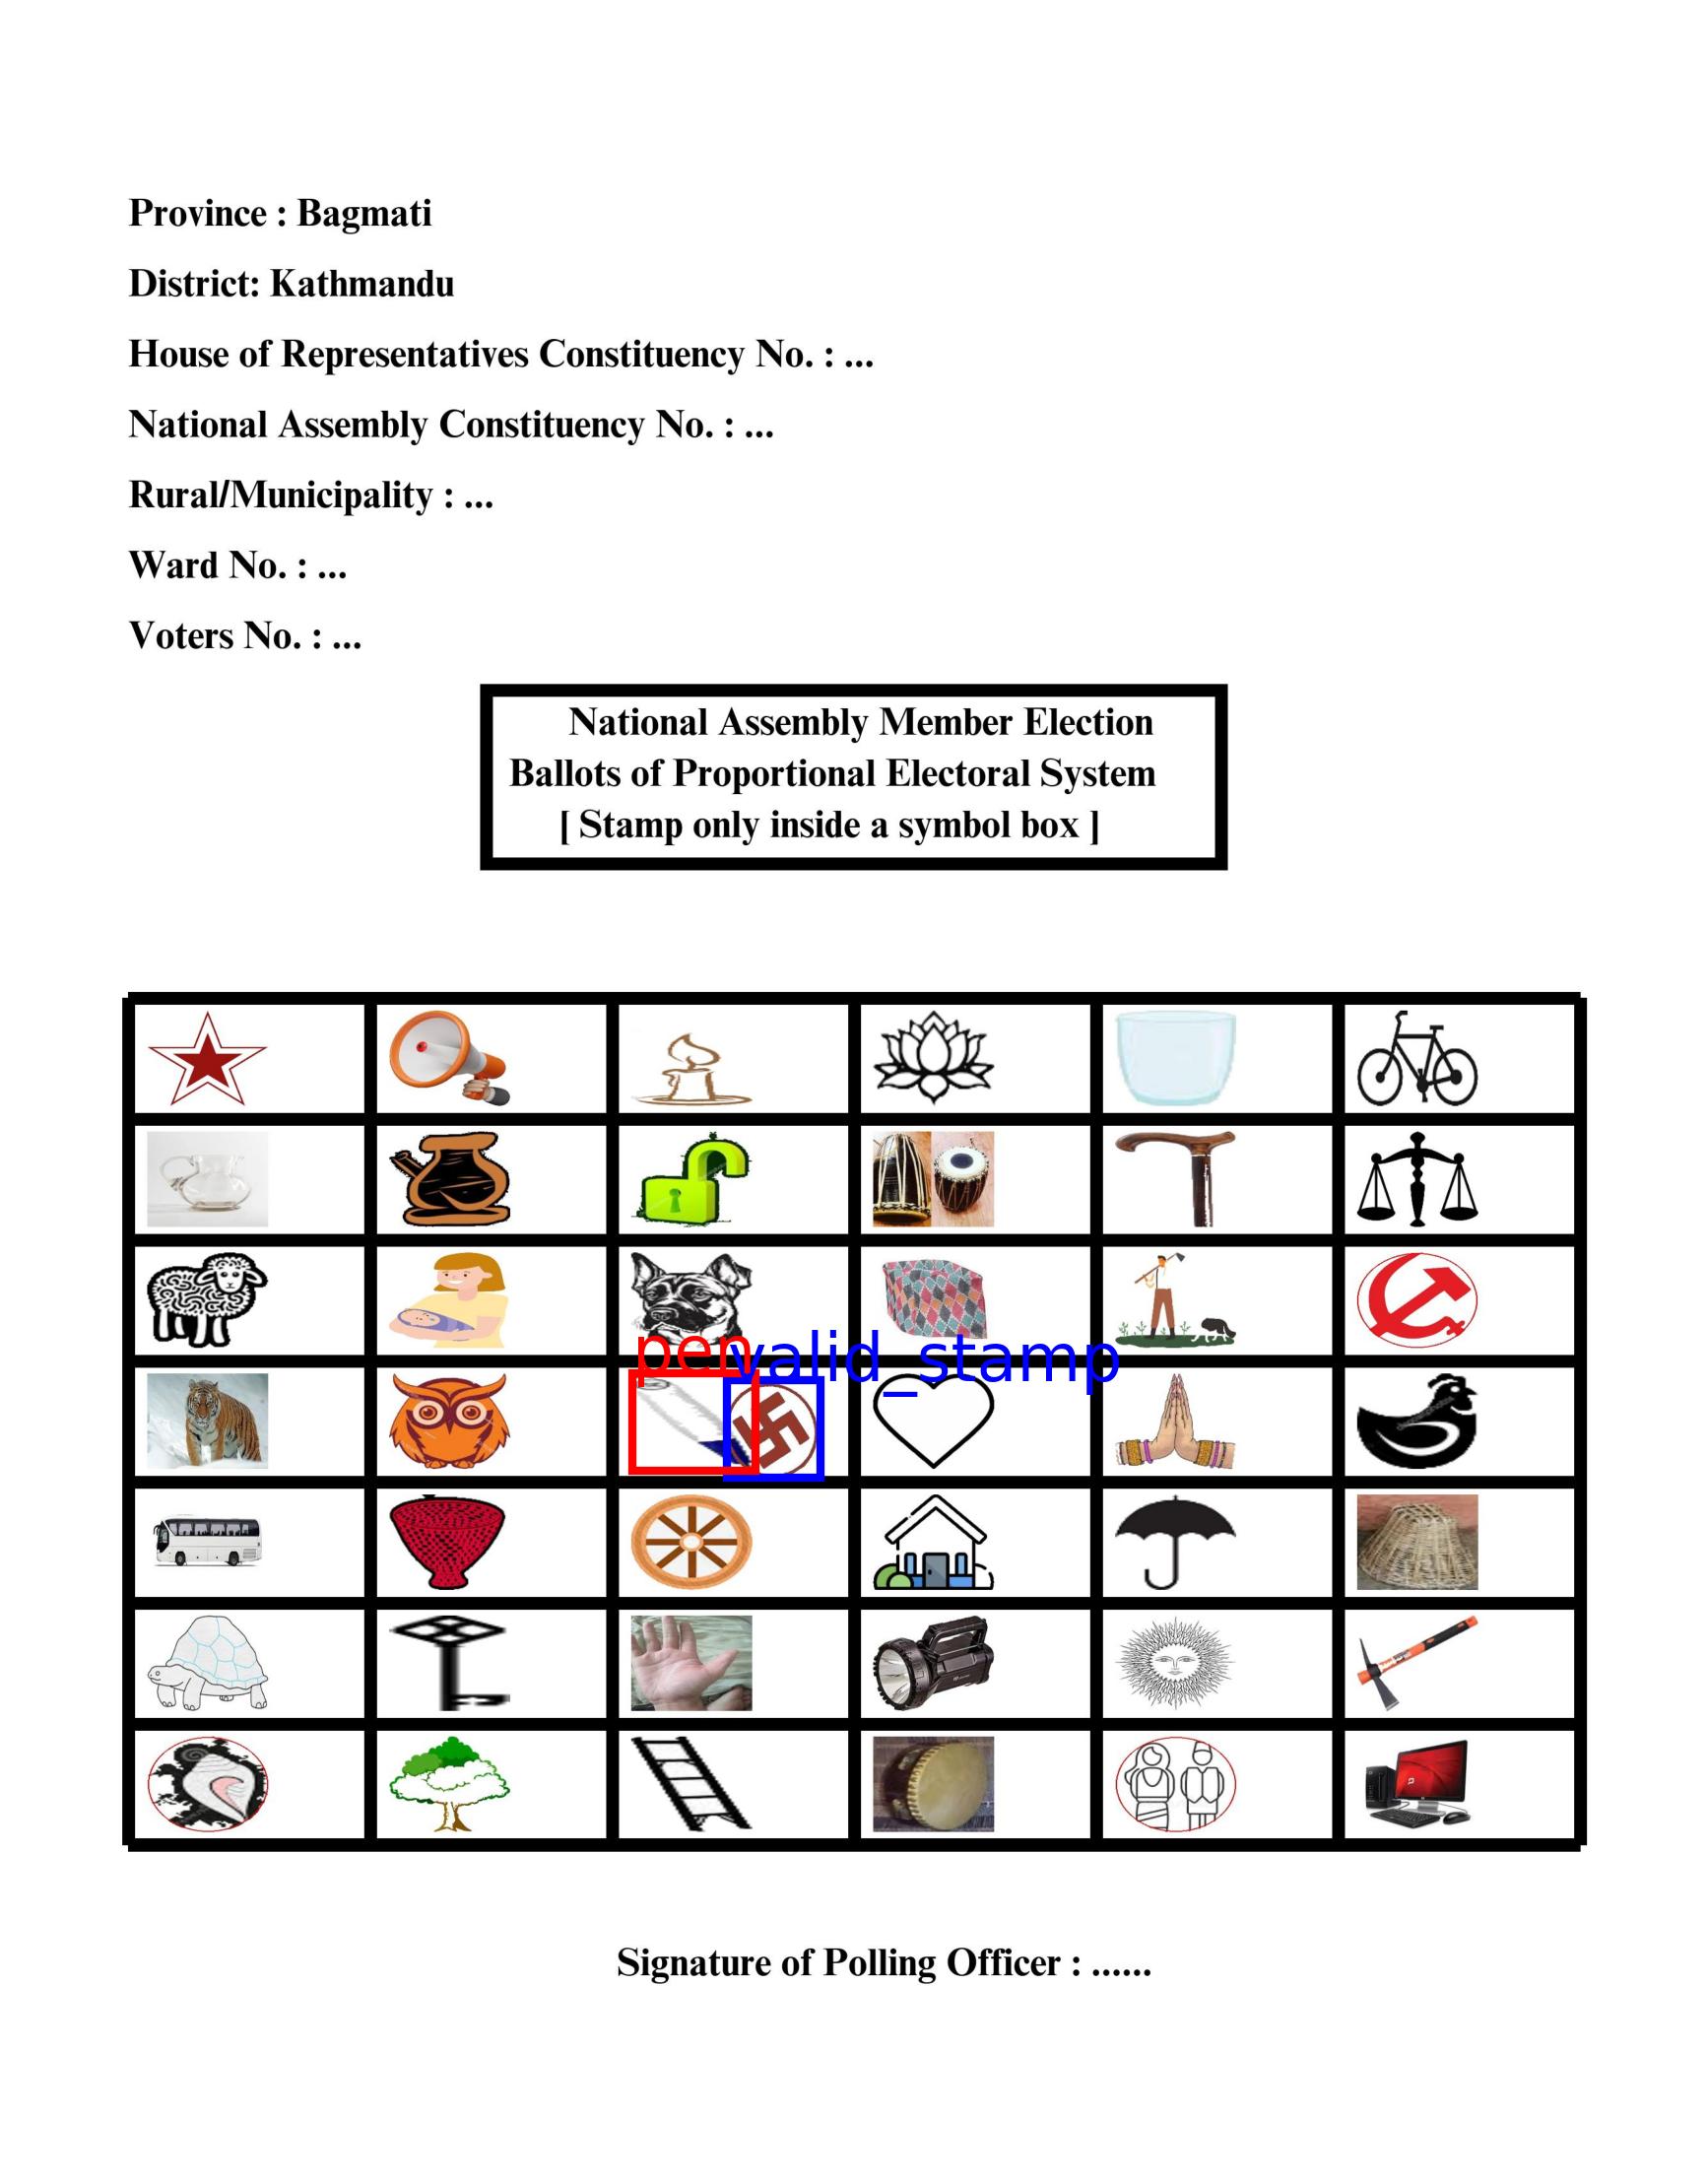 Province : Bagmati
District: Kathmandu
House of Representatives Constituency No. : ...
National Assembly Constituency No. : ...
Rural/Municipality : ...
Ward No. : ...
Voters No. : ...
National Assembly Member Election
Ballots of Proportional Electoral System
[ Stamp only inside a symbol box ]
pen
valid_stamp
Signature of Polling Officer : ......